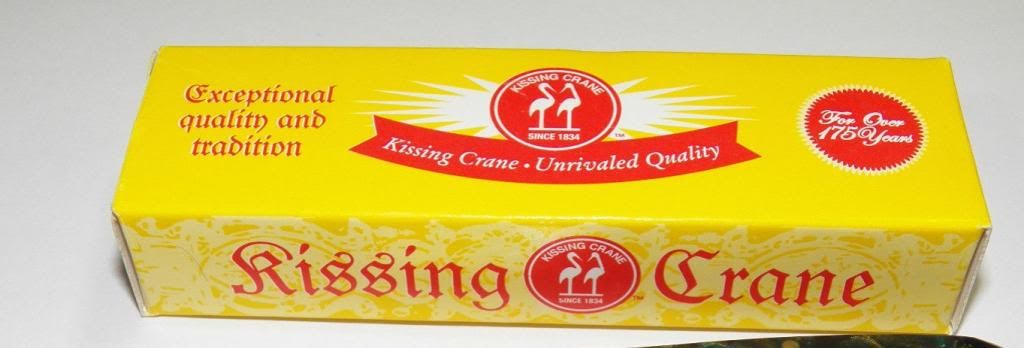 Exceptional
quality and
tradition
KISSING CRANE
SINCE 1834
™
Kissing Crane • Unrivaled Quality
For Over
175 Years
Kissing
KISSING CRANE
SINCE 1834
™
Crane